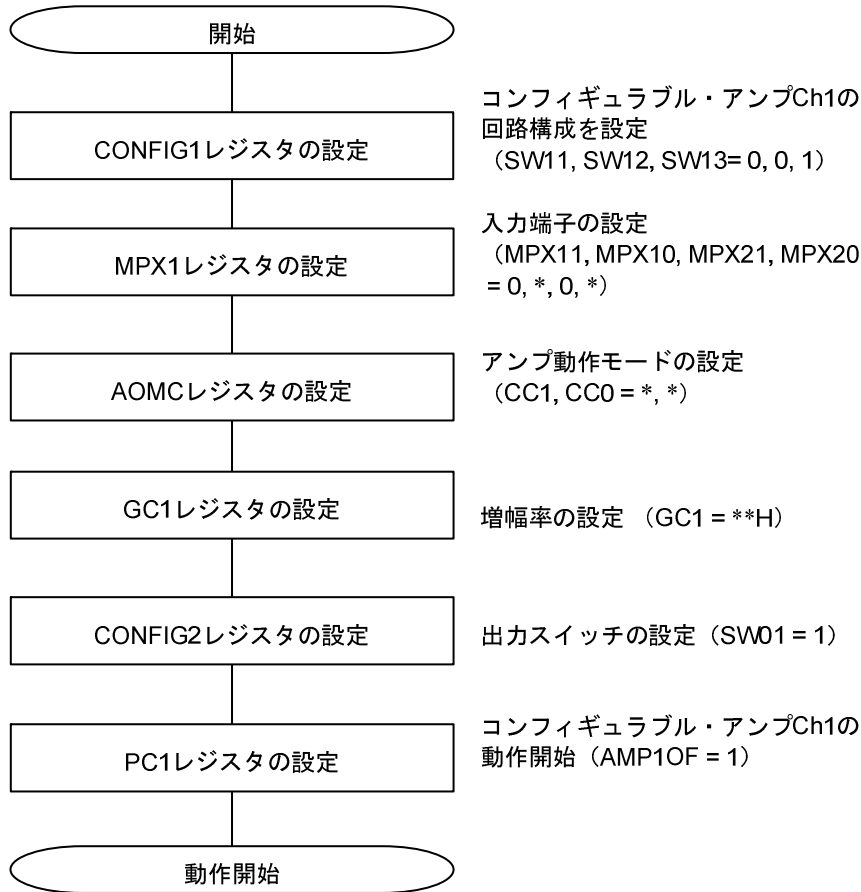 開始
CONFIG1レジスタの設定
コンフィギュラブル・アンプCh1の
回路構成を設定
（SW11, SW12, SW13= 0, 0, 1）
MPX1レジスタの設定
入力端子の設定
（MPX11, MPX10, MPX21, MPX20
= 0, *, 0, *）
AOMCレジスタの設定
アンプ動作モードの設定
（CC1, CC0 = *, *）
GC1レジスタの設定
増幅率の設定 （GC1 = **H）
CONFIG2レジスタの設定
出力スイッチの設定（SW01 = 1）
PC1レジスタの設定
コンフィギュラブル・アンプCh1の
動作開始（AMP1OF = 1）
動作開始